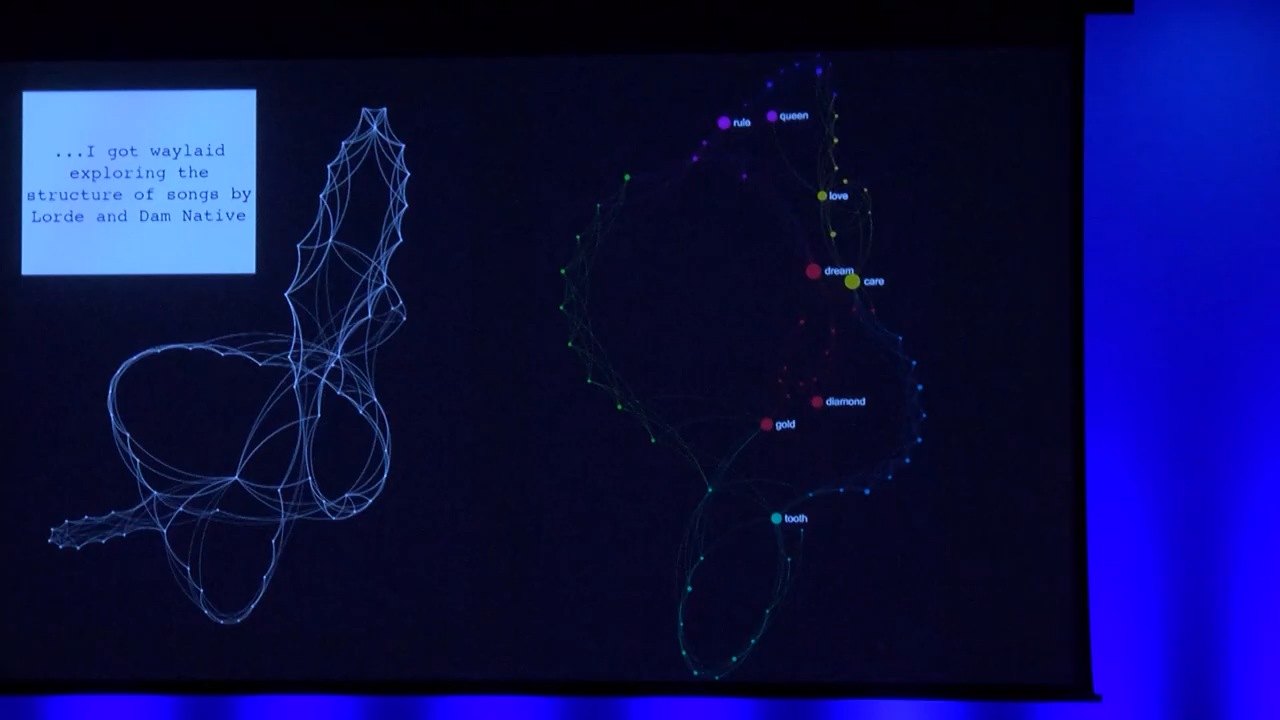 ...I got waylaid
exploring the
structure of songs by
Lorde and Dam Native
rule
queen
love
dream
care
diamond
gold
tooth